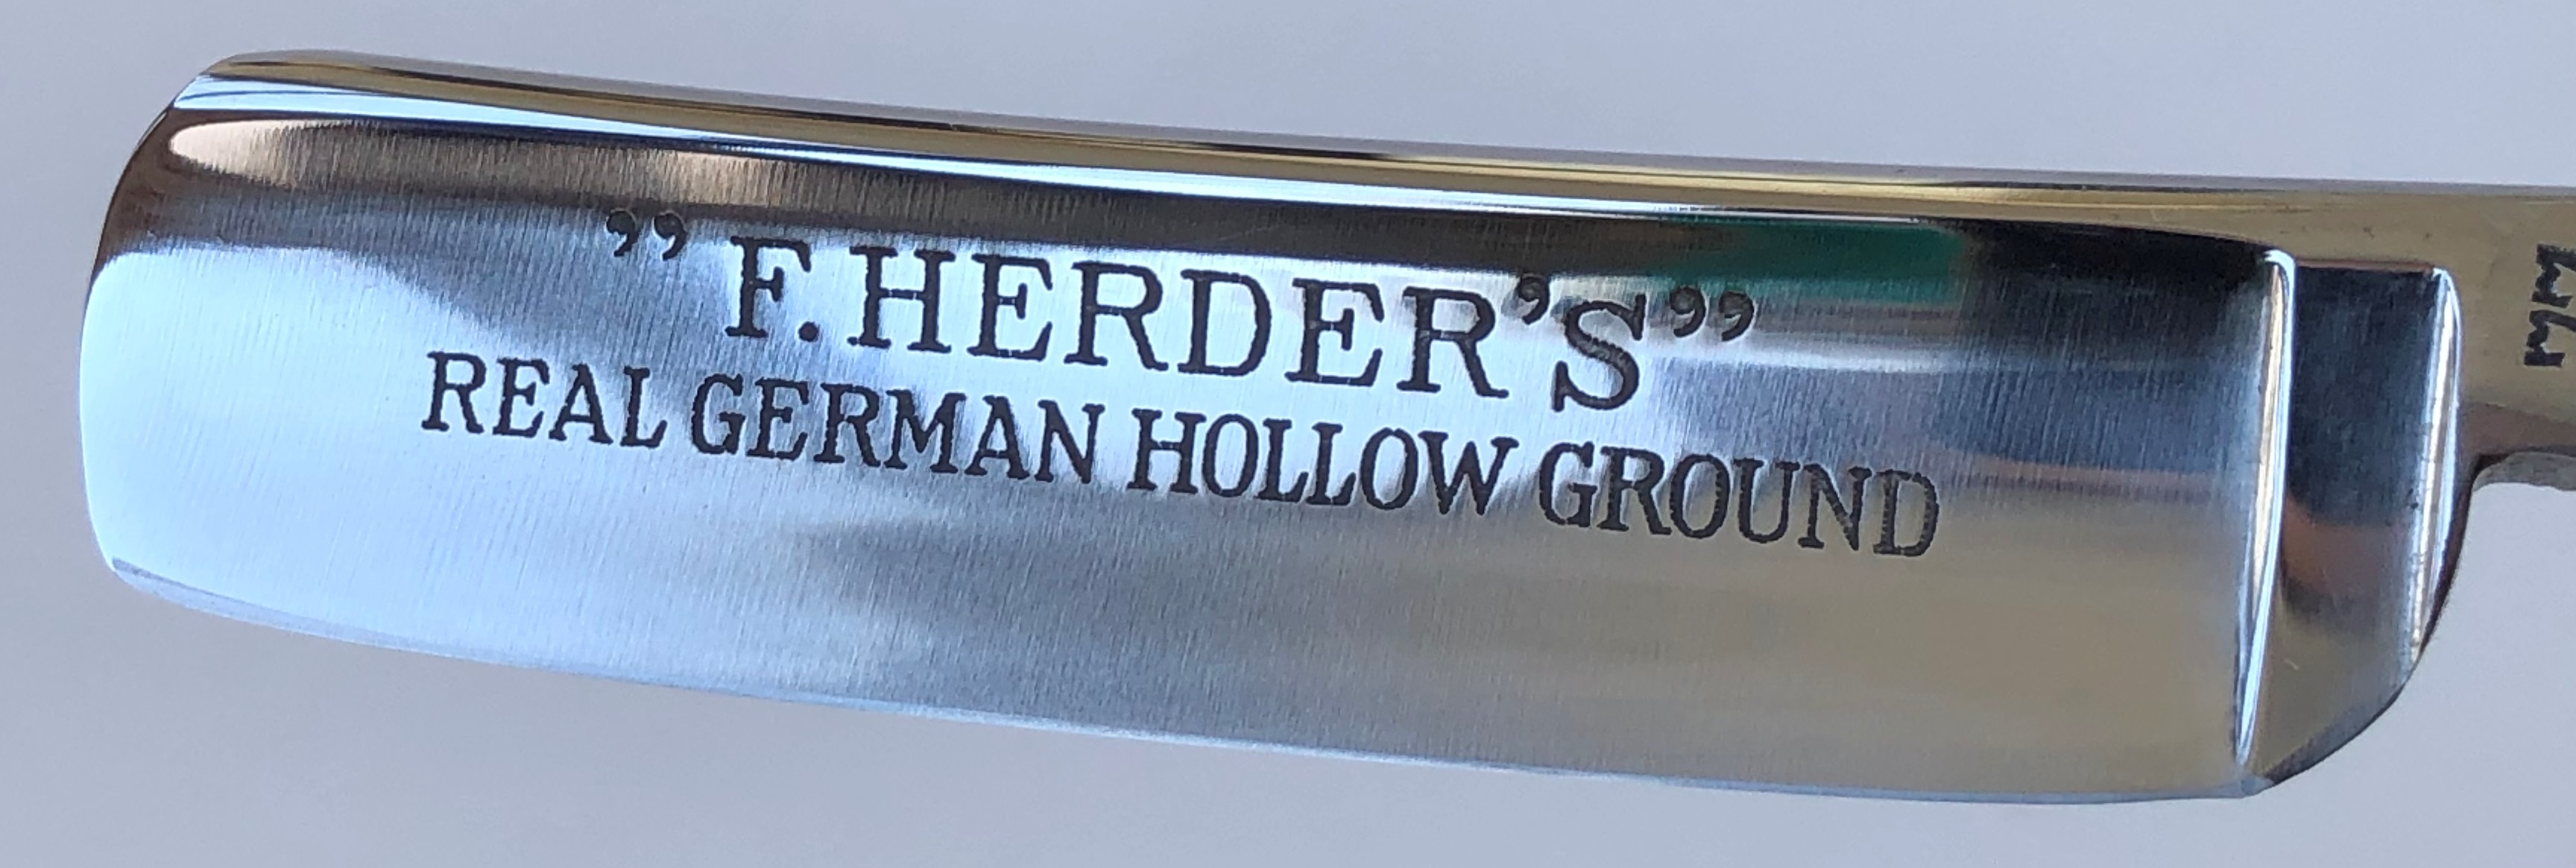 ”F.HERDER’S”
REAL GERMAN HOLLOW GROUND